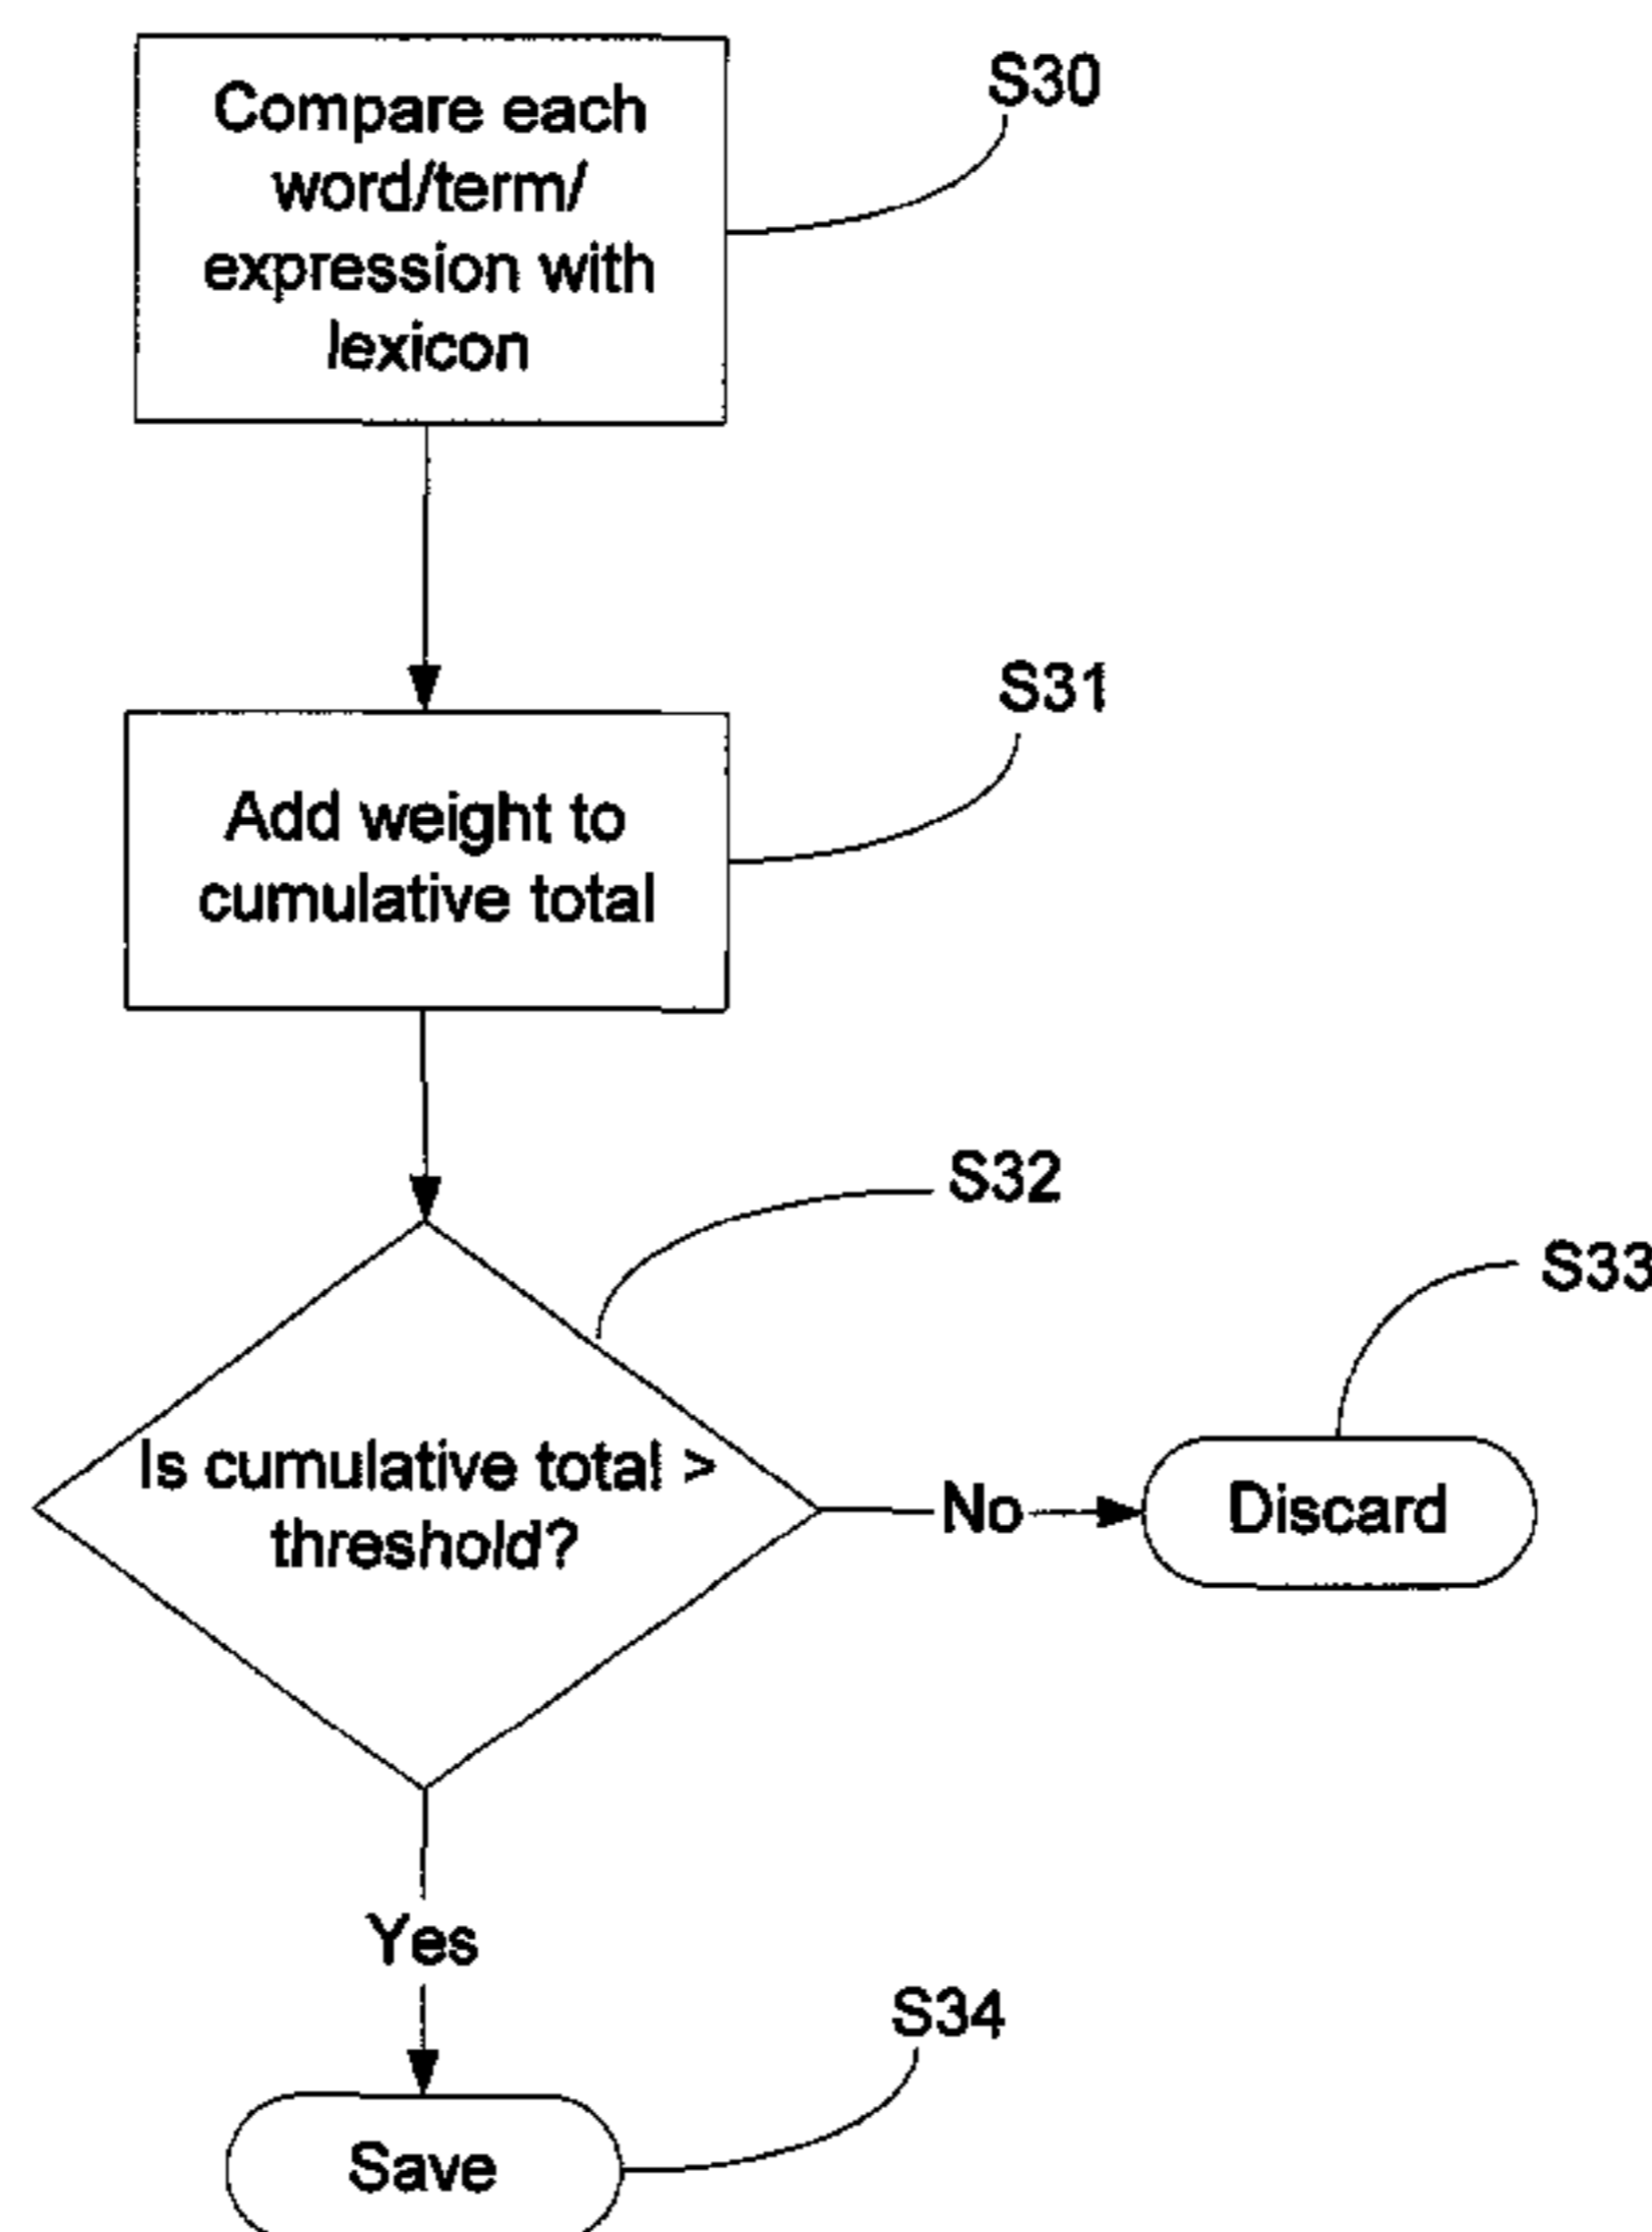 Compare each
word/term/
expression with
lexicon
S30
Add weight to
cumulative total
S31
S32
Is cumulative total >
threshold?
No
S33
Discard
Yes
S34
Save